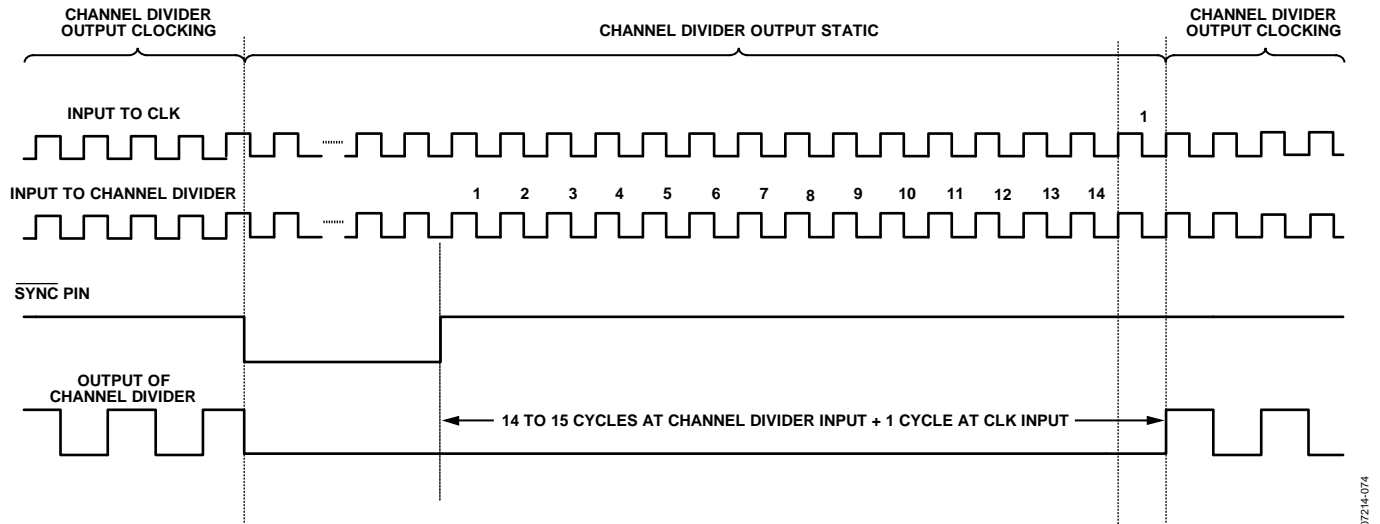 CHANNEL DIVIDER
OUTPUT CLOCKING
CHANNEL DIVIDER OUTPUT STATIC
CHANNEL DIVIDER
OUTPUT CLOCKING
INPUT TO CLK
1
INPUT TO CHANNEL DIVIDER
1 2 3 4 5 6 7 8 9 10 11 12 13 14
SYNC PIN
OUTPUT OF
CHANNEL DIVIDER
14 TO 15 CYCLES AT CHANNEL DIVIDER INPUT + 1 CYCLE AT CLK INPUT
07214-074